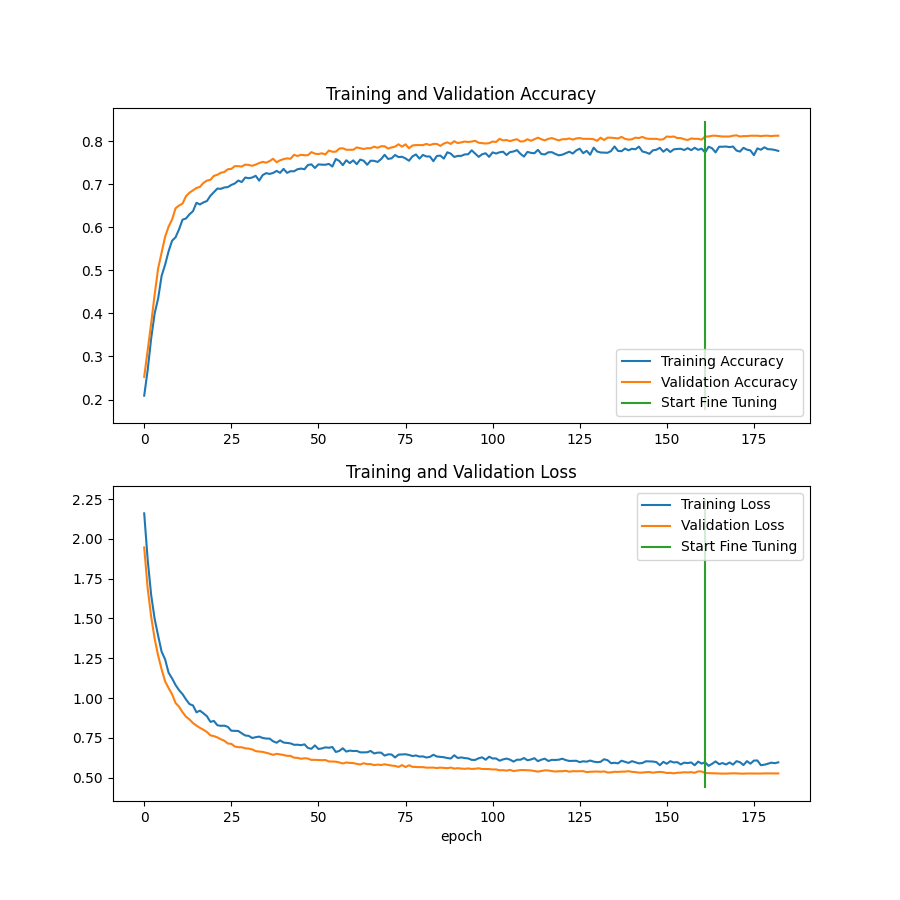 Training and Validation Accuracy
0.8
0.7
0.6
0.5
0.4
0.3
0.2
Training Accuracy
Validation Accuracy
Start Fine Tuning
0 25 50 75 100 125 150 175
Training and Validation Loss
2.25
2.00
1.75
1.50
1.25
1.00
0.75
0.50
Training Loss
Validation Loss
Start Fine Tuning
0 25 50 75 100 125 150 175
epoch